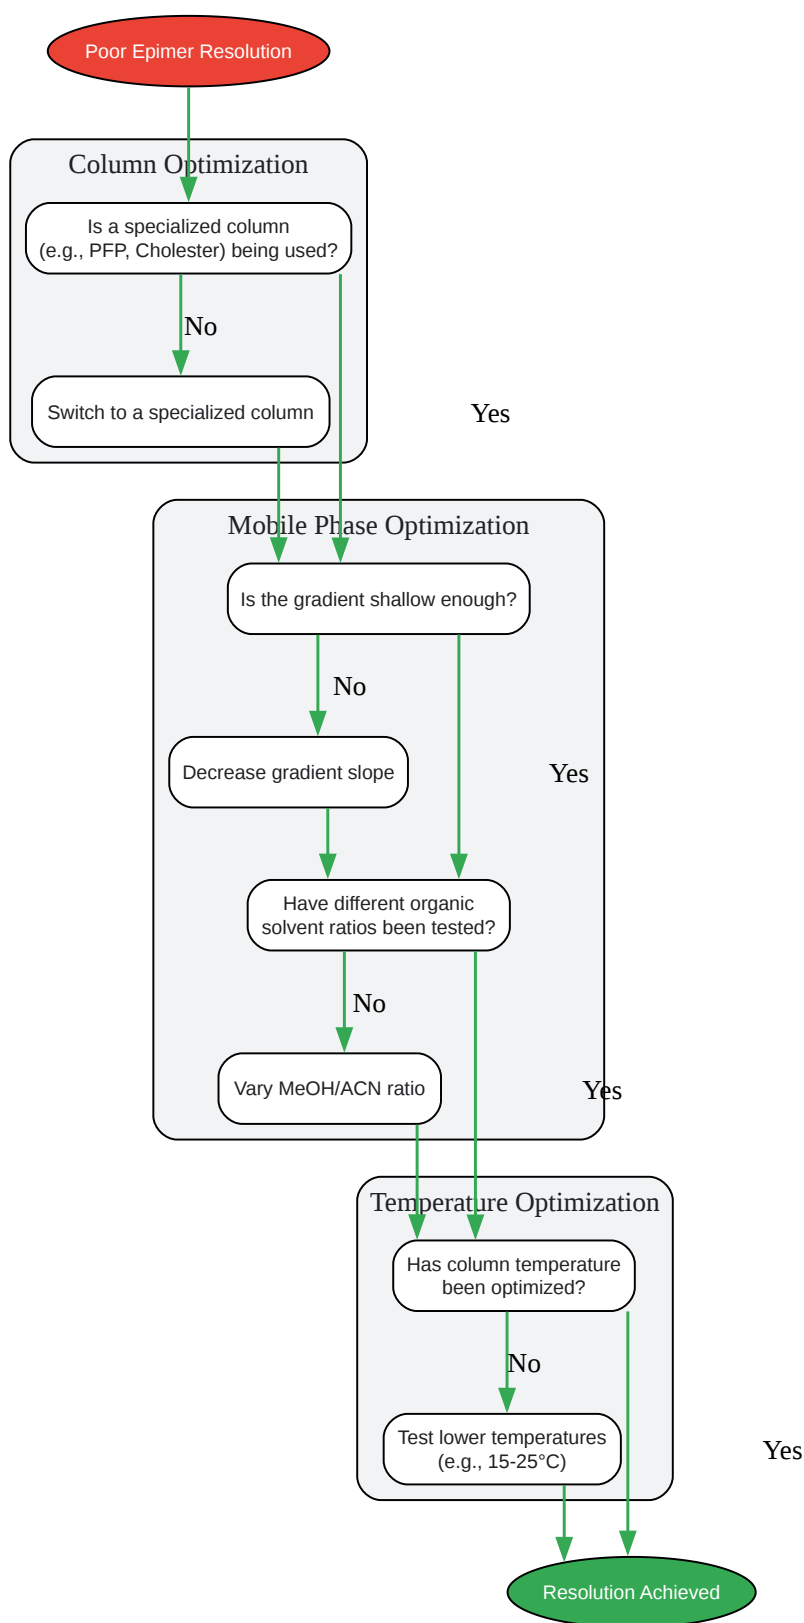 Poor Epimer Resolution
Column Optimization
Is a specialized column
(e.g., PFP, Cholester) being used?
No
Switch to a specialized column
Yes
Mobile Phase Optimization
Is the gradient shallow enough?
No
Decrease gradient slope
Yes
Have different organic
solvent ratios been tested?
No
Vary MeOH/ACN ratio
Yes
Temperature Optimization
Has column temperature
been optimized?
No
Test lower temperatures
(e.g., 15-25°C)
Yes
Resolution Achieved